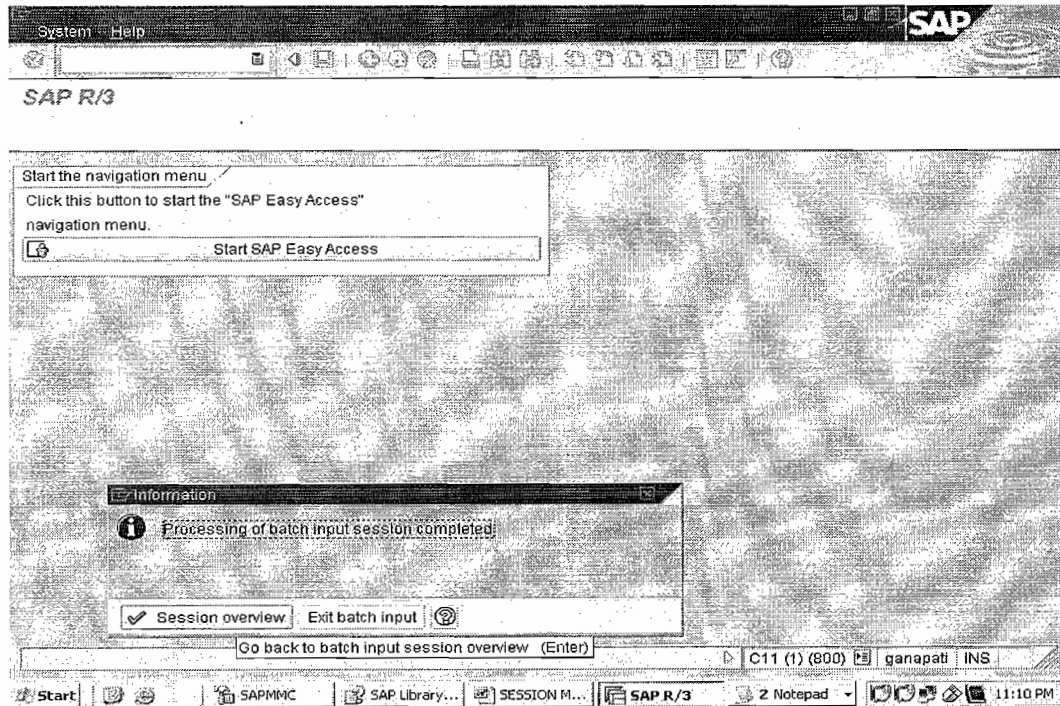 System Help
SAP
SAP R/3
Start the navigation menu
Click this button to start the "SAP Easy Access"
navigation menu.
Start SAP Easy Access
Information
Processing of batch input session completed
Session overview Exit batch input
Go back to batch input session overview (Enter)
C11 (1) (800) ganapati INS
Start SAPMMC SAP Library... SESSION M... SAP R/3 2 Notepad 11:10 PM